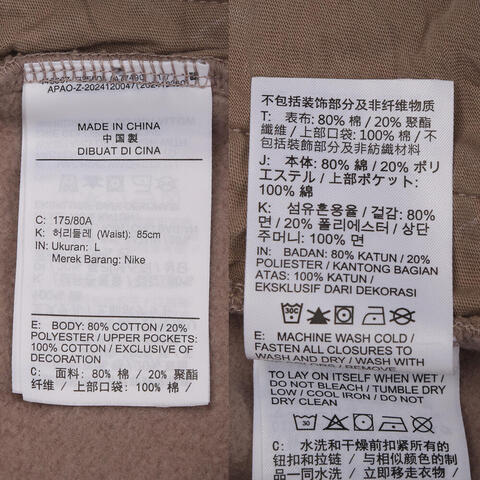 APAO-Z-2024120047(
MADE IN CHINA
中国製
DIBUAT DI CINA
C: 175/80A
K: 허리둘레 (Waist): 85cm
IN: Ukuran: L
Merek Barang: Nike
E: BODY: 80% COTTON / 20%
POLYESTER/ UPPER POCKETS:
100% COTTON / EXCLUSIVE OF
DECORATION
C: 面料: 80% 棉 / 20% 聚酯
纤维 / 上部口袋: 100% 棉 /
不包括装饰部分及非纤维物质
T: 表布: 80% 棉 / 20% 聚酯
纖維 / 上部口袋: 100% 棉 / 不
包括裝飾部分及非紡織材料
J: 本体: 80% 綿 / 20% ポリ
エステル / 上部ポケット:
100% 綿
K: 섬유혼용율 / 겉감: 80%
면 / 20% 폴리에스터 / 상단
주머니: 100% 면
IN: BADAN: 80% KATUN / 20%
POLIESTER / KANTONG BAGIAN
ATAS: 100% KATUN /
EKSKLUSIF DARI DEKORASI
E: MACHINE WASH COLD /
FASTEN ALL CLOSURES TO
WASH AND DRY / WASH WITH
TO LAY ON ITSELF WHEN WET /
DO NOT BLEACH / TUMBLE DRY
LOW / COOL IRON / DO NOT
DRY CLEAN
C: 水洗和干燥前扣紧所有的
钮扣和拉链 / 与相似颜色的制
品一同水洗 / 立即移走衣物 /